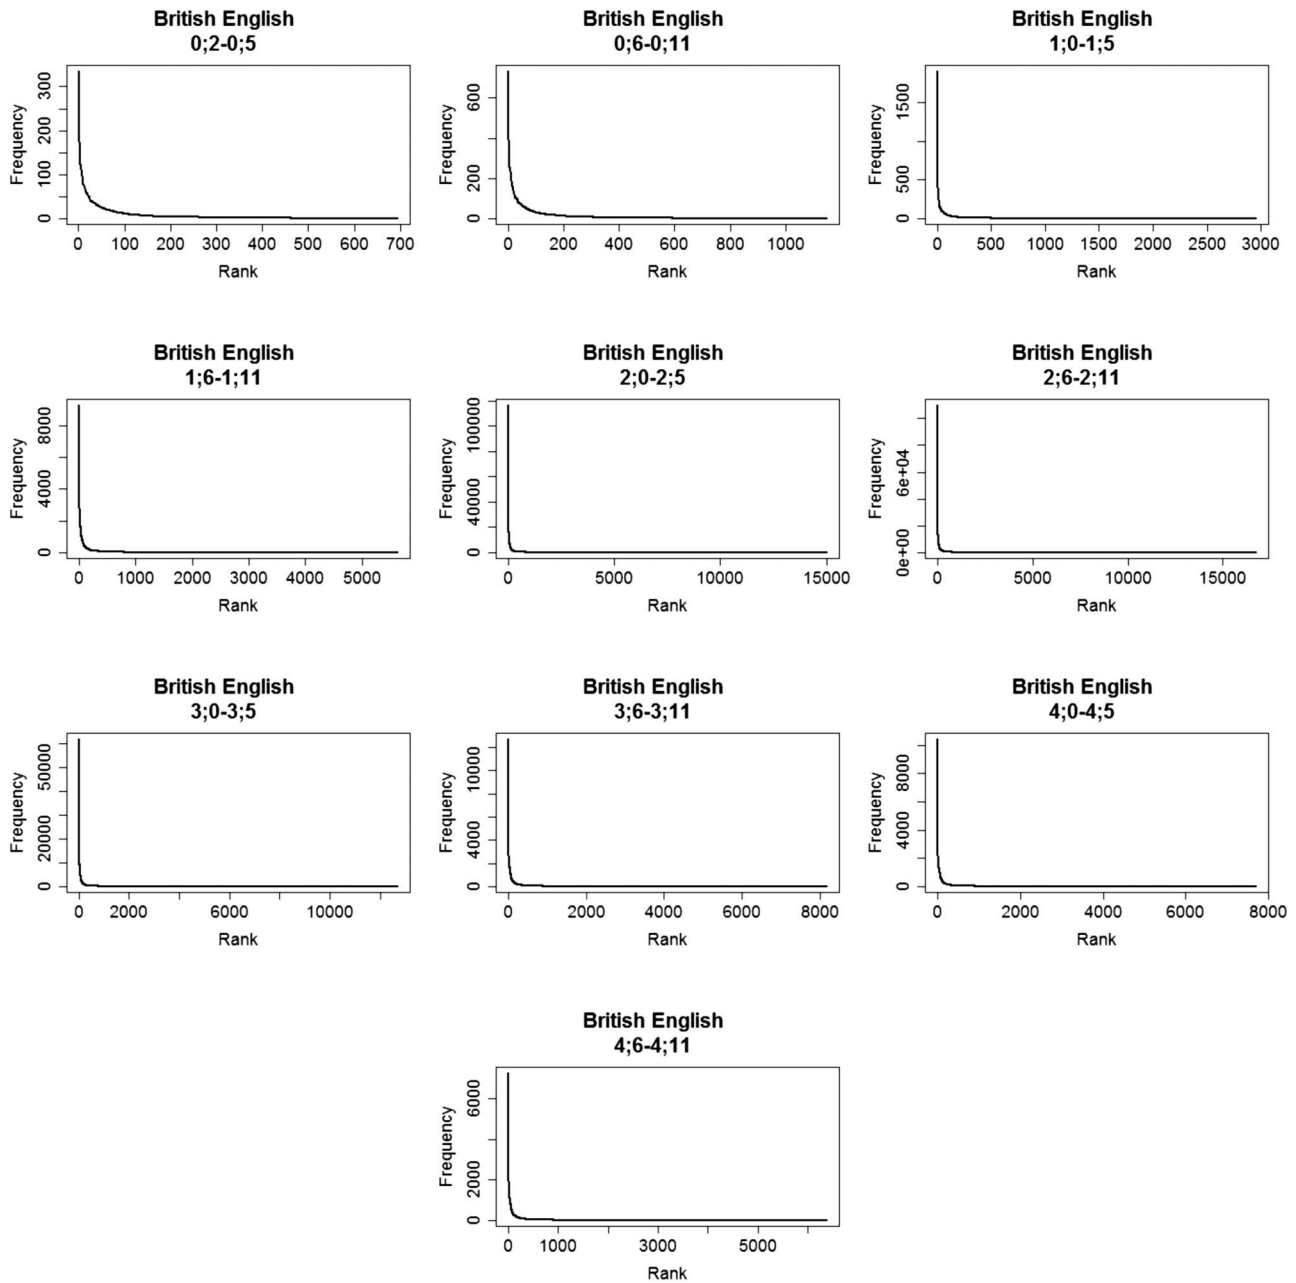 British English
0;2-0;5
Frequency
0 100 200 300
0 100 200 300 400 500 600 700
Rank
British English
0;6-0;11
Frequency
0 200 600
0 200 400 600 800 1000
Rank
British English
1;0-1;5
Frequency
0 500 1500
0 500 1000 1500 2000 2500 3000
Rank
British English
1;6-1;11
Frequency
0 4000 8000
0 1000 2000 3000 4000 5000
Rank
British English
2;0-2;5
Frequency
0 40000 100000
0 5000 10000 15000
Rank
British English
2;6-2;11
Frequency
0e+00 6e+04
0 5000 10000 15000
Rank
British English
3;0-3;5
Frequency
0 20000 50000
0 2000 6000 10000
Rank
British English
3;6-3;11
Frequency
0 4000 10000
0 2000 4000 6000 8000
Rank
British English
4;0-4;5
Frequency
0 4000 8000
0 2000 4000 6000 8000
Rank
British English
4;6-4;11
Frequency
0 2000 6000
0 1000 3000 5000
Rank